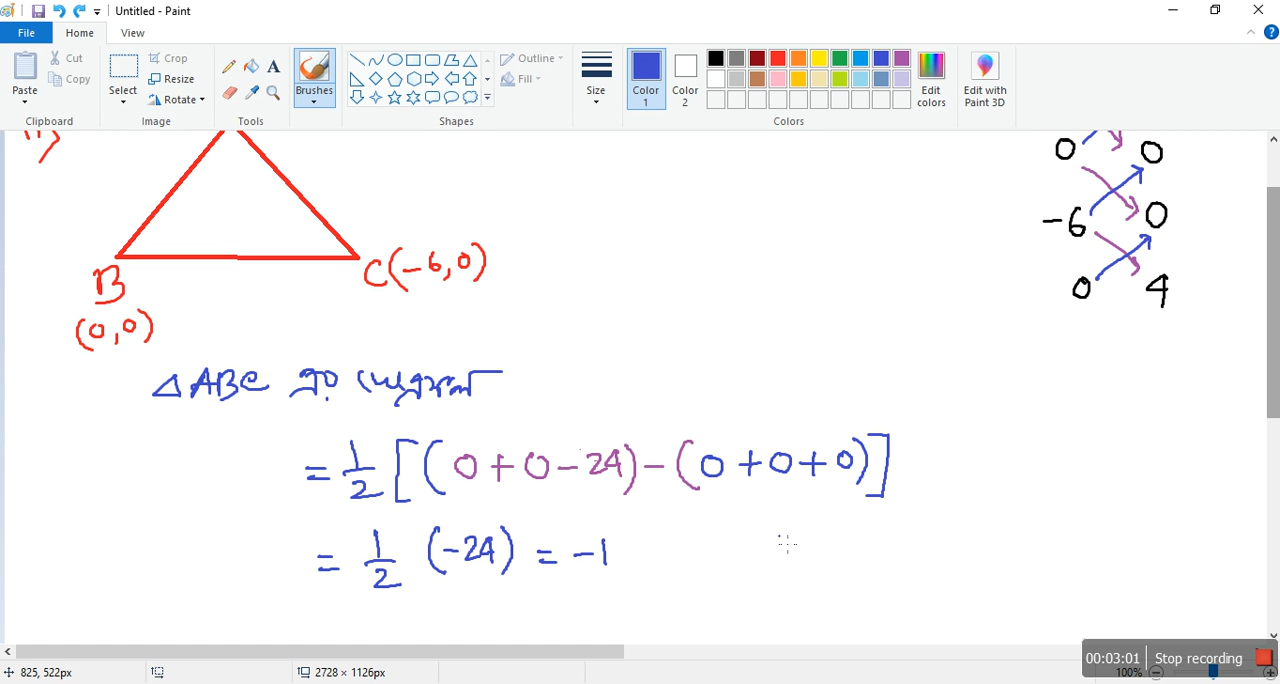 Untitled - Paint
File Home View
Paste
Cut
Copy
Clipboard
Select
Crop
Resize
Rotate
Image
Tools
Brushes
Shapes
Outline
Fill
Size
Color 1
Color 2
Colors
Edit colors
Edit with Paint 3D
B
(0,0)
C(-6,0)
0 0
-6 0
0 4
△ABC এর ক্ষেত্রফল
= 1/2 [(0+0-24)-(0+0+0)]
= 1/2 (-24) = -1
825, 522px
2728 × 1126px
100%
00:03:01 Stop recording